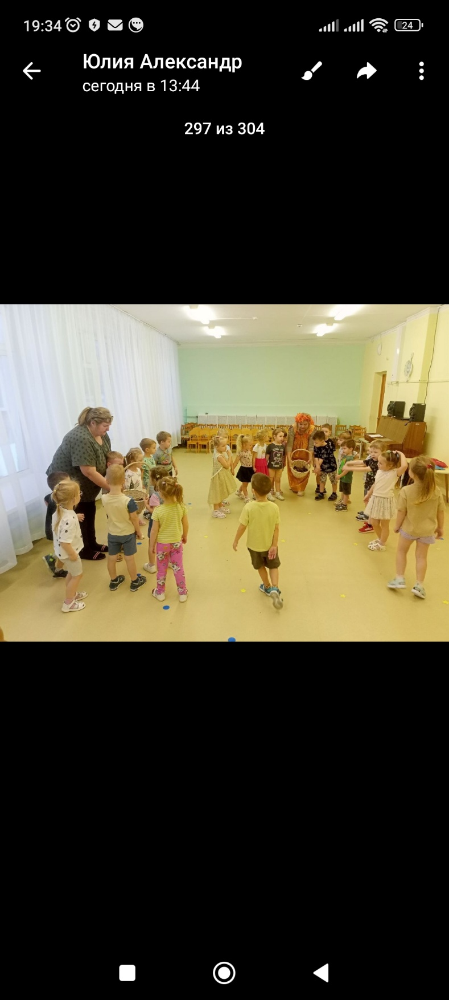 19:34
24
Юлия Александр
сегодня в 13:44
297 из 304